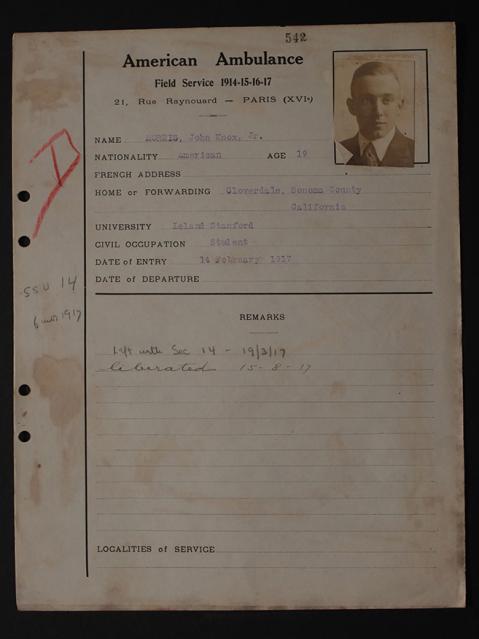 542
American Ambulance
Field Service 1914-15-16-17
21, Rue Raynouard — PARIS (XVIe)
NAME MORRIS, John Knox, Jr.
NATIONALITY American AGE 19
FRENCH ADDRESS
HOME or FORWARDING Cloverdale, Sonoma County
California
UNIVERSITY Leland Stanford
CIVIL OCCUPATION Student
DATE of ENTRY 14 February 1917
DATE of DEPARTURE
SSU 14
1917
REMARKS
Left with Sec 14 - 19/3/17
Liberated 15-8-17
LOCALITIES of SERVICE